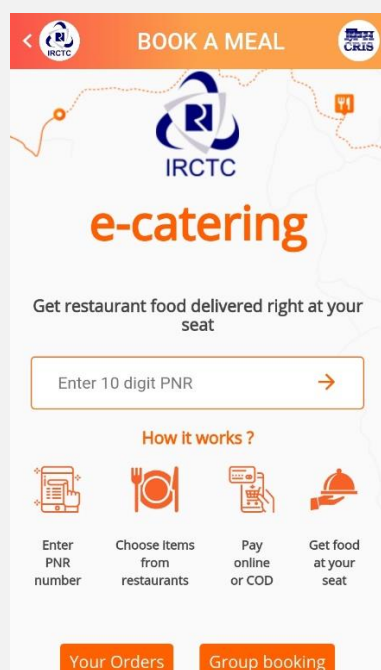 IRCTC
BOOK A MEAL
CRIS
IRCTC
e-catering
Get restaurant food delivered right at your
seat
Enter 10 digit PNR
How it works ?
Enter
PNR
number
Choose Items
from
restaurants
Pay
online
or COD
Get food
at your
seat
Your Orders
Group booking